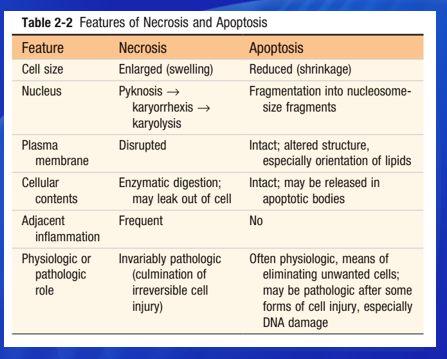 Table 2-2 Features of Necrosis and Apoptosis
Feature Necrosis Apoptosis
Cell size Enlarged (swelling) Reduced (shrinkage)
Nucleus Pyknosis → Fragmentation into nucleosome-
karyorrhexis → size fragments
karyolysis
Plasma Disrupted Intact; altered structure,
membrane especially orientation of lipids
Cellular Enzymatic digestion; Intact; may be released in
contents may leak out of cell apoptotic bodies
Adjacent Frequent No
inflammation
Physiologic or Invariably pathologic Often physiologic, means of
pathologic (culmination of eliminating unwanted cells;
role irreversible cell may be pathologic after some
injury) forms of cell injury, especially
DNA damage